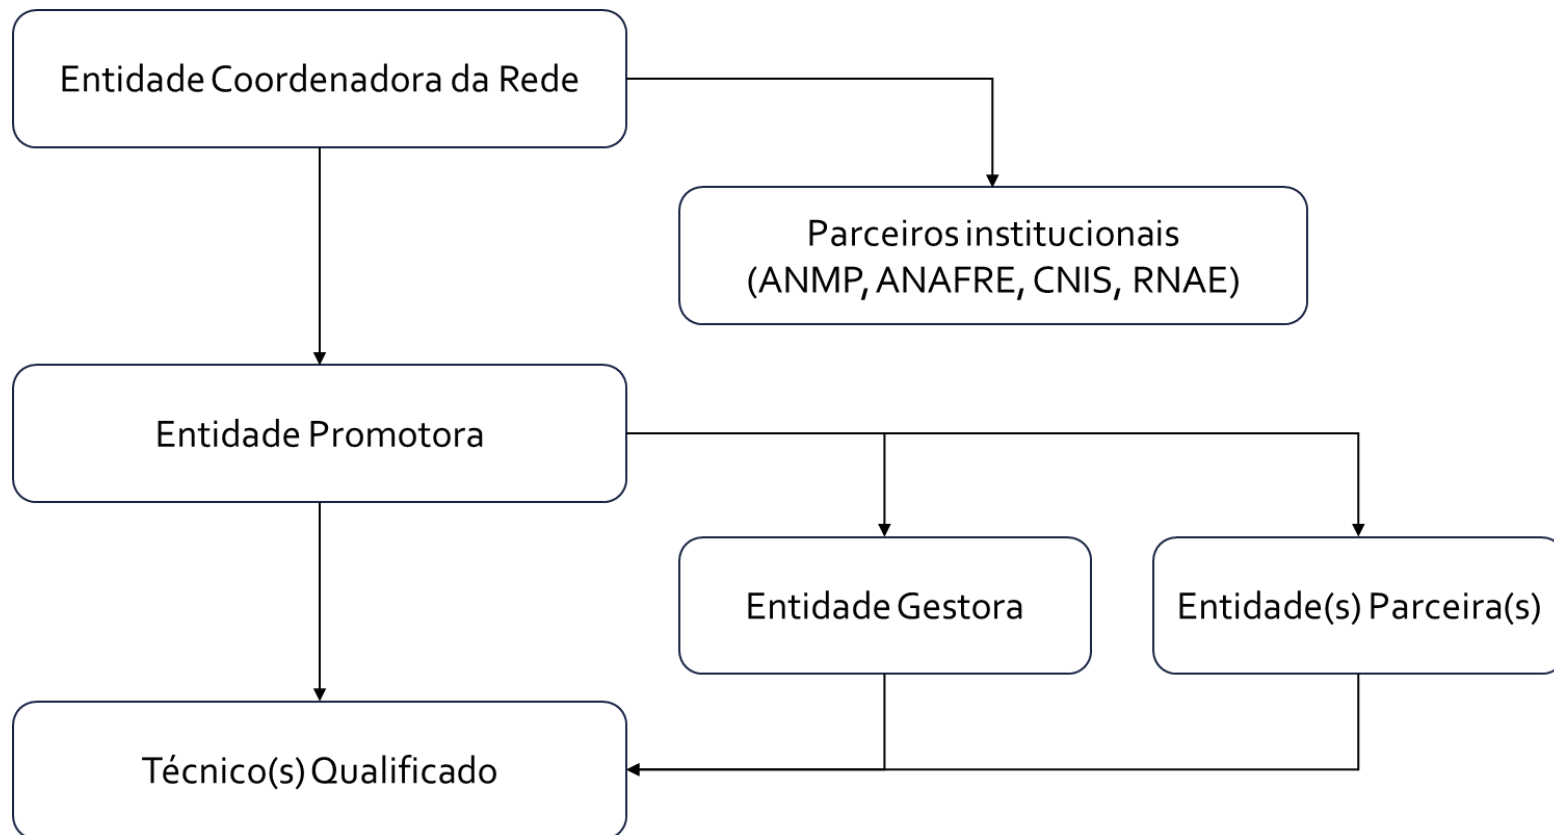 Entidade Coordenadora da Rede
Parceiros institucionais
(ANMP, ANAFRE, CNIS, RNAE)
Entidade Promotora
Entidade Gestora
Entidade(s) Parceira(s)
Técnico(s) Qualificado